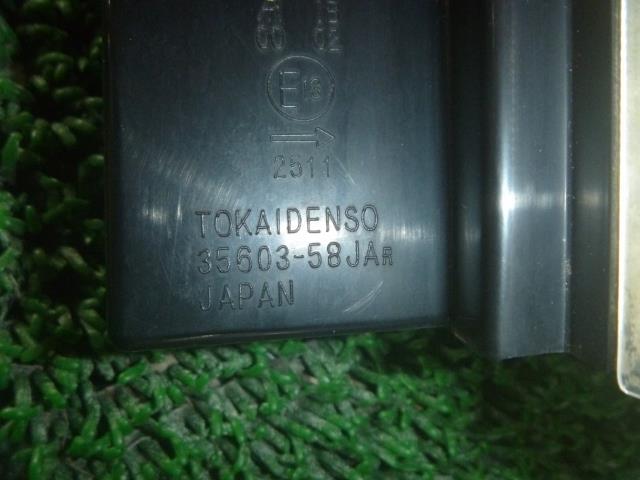 E13
2511
TOKAIDENSO
35603-58JAR
JAPAN